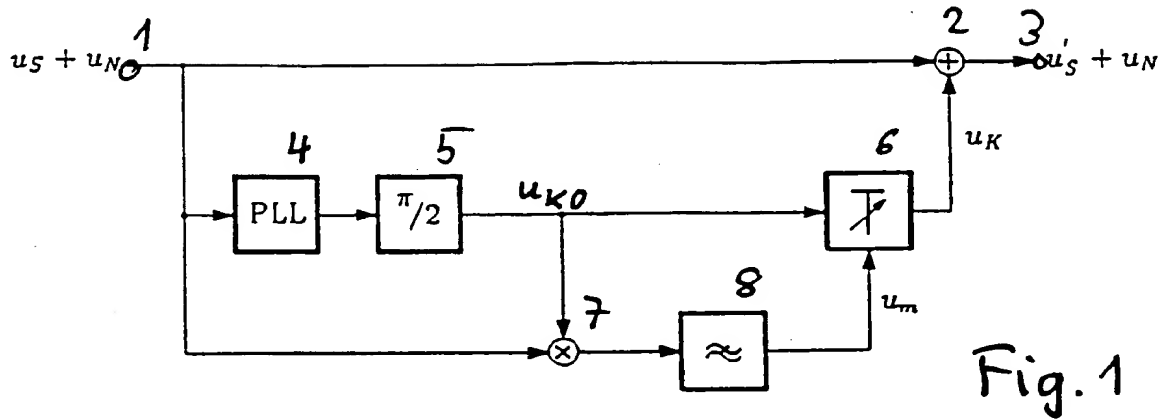 1 2 3
u_S + u_N u'_S + u_N
u_K
4 5 6
PLL π/2 u_K0
7 8 u_m
Fig. 1